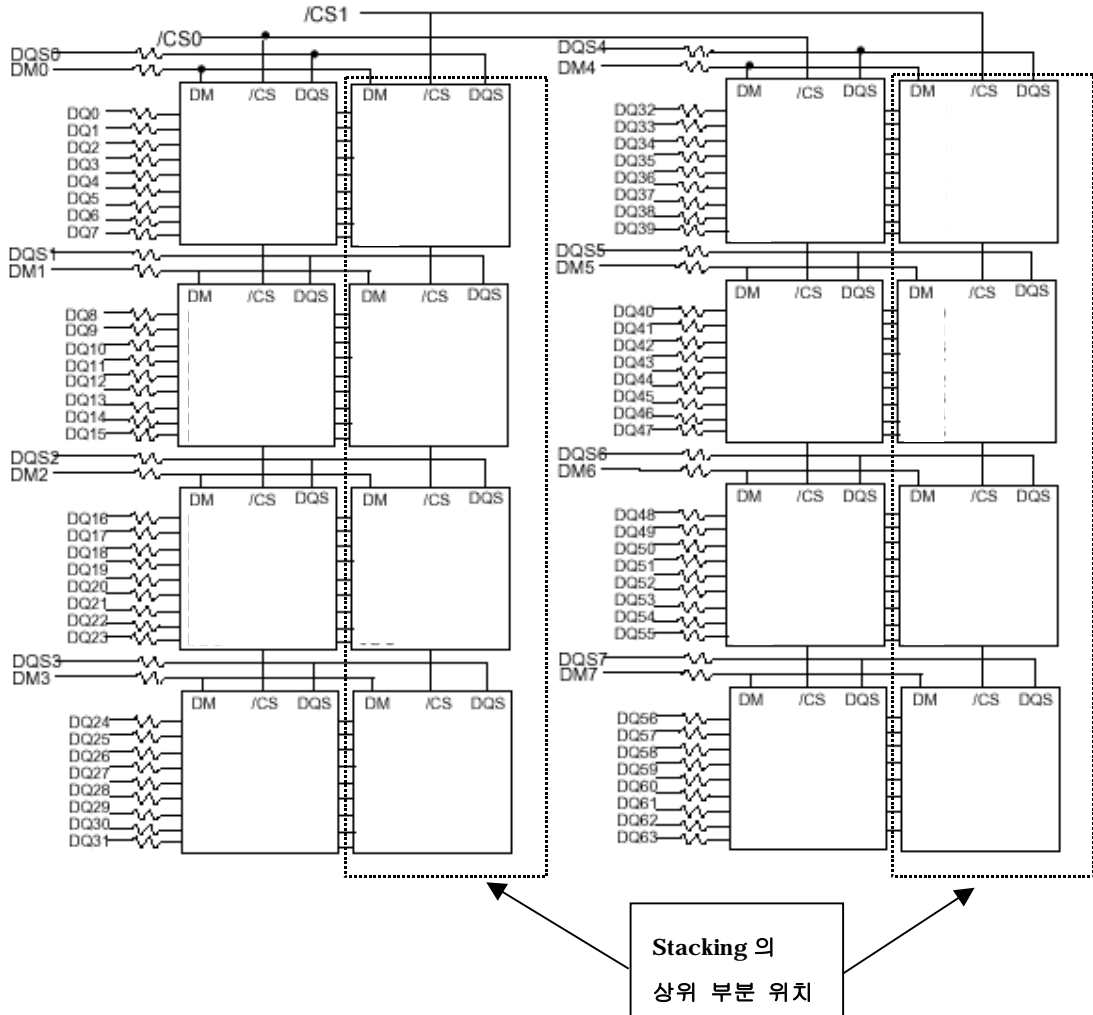 /CS1
/CS0
DQS0
DM0
DM /CS DQS DM /CS DQS
DQ0
DQ1
DQ2
DQ3
DQ4
DQ5
DQ6
DQ7
DQS1
DM1
DM /CS DQS DM /CS DQS
DQ8
DQ9
DQ10
DQ11
DQ12
DQ13
DQ14
DQ15
DQS2
DM2
DM /CS DQS DM /CS DQS
DQ16
DQ17
DQ18
DQ19
DQ20
DQ21
DQ22
DQ23
DQS3
DM3
DM /CS DQS DM /CS DQS
DQ24
DQ25
DQ26
DQ27
DQ28
DQ29
DQ30
DQ31
DQS4
DM4
DM /CS DQS DM /CS DQS
DQ32
DQ33
DQ34
DQ35
DQ36
DQ37
DQ38
DQ39
DQS5
DM5
DM /CS DQS DM /CS DQS
DQ40
DQ41
DQ42
DQ43
DQ44
DQ45
DQ46
DQ47
DQS6
DM6
DM /CS DQS DM /CS DQS
DQ48
DQ49
DQ50
DQ51
DQ52
DQ53
DQ54
DQ55
DQS7
DM7
DM /CS DQS DM /CS DQS
DQ56
DQ57
DQ58
DQ59
DQ60
DQ61
DQ62
DQ63
Stacking 의
상위 부분 위치